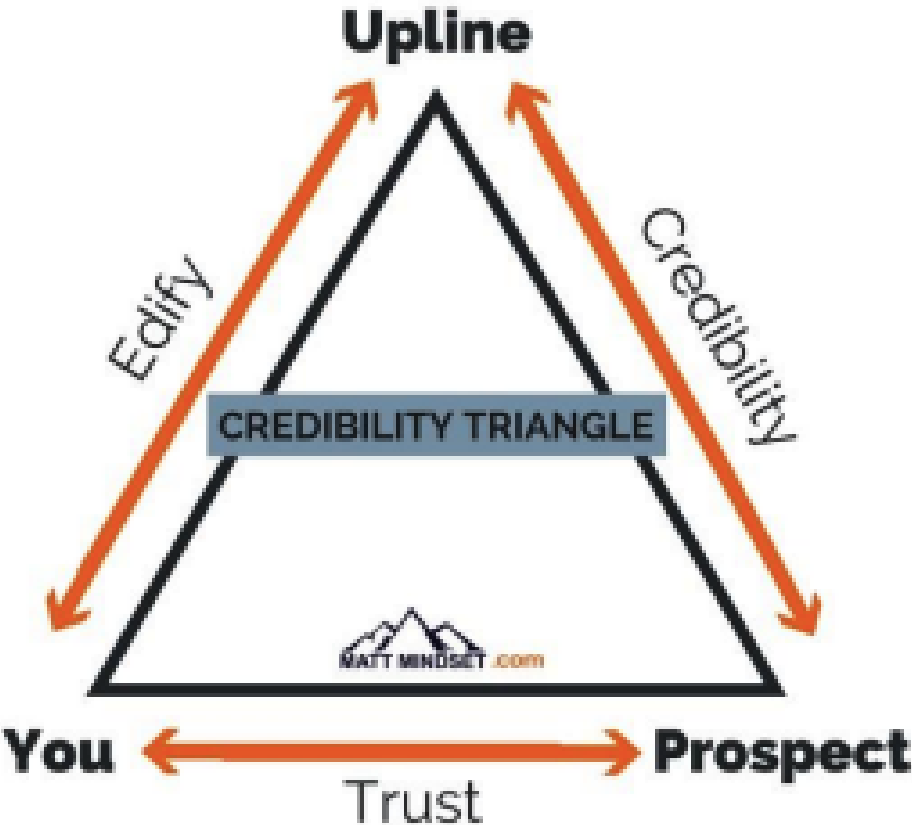 Upline
Edify
Credibility
CREDIBILITY TRIANGLE
MATT MINDSET .com
You
Prospect
Trust